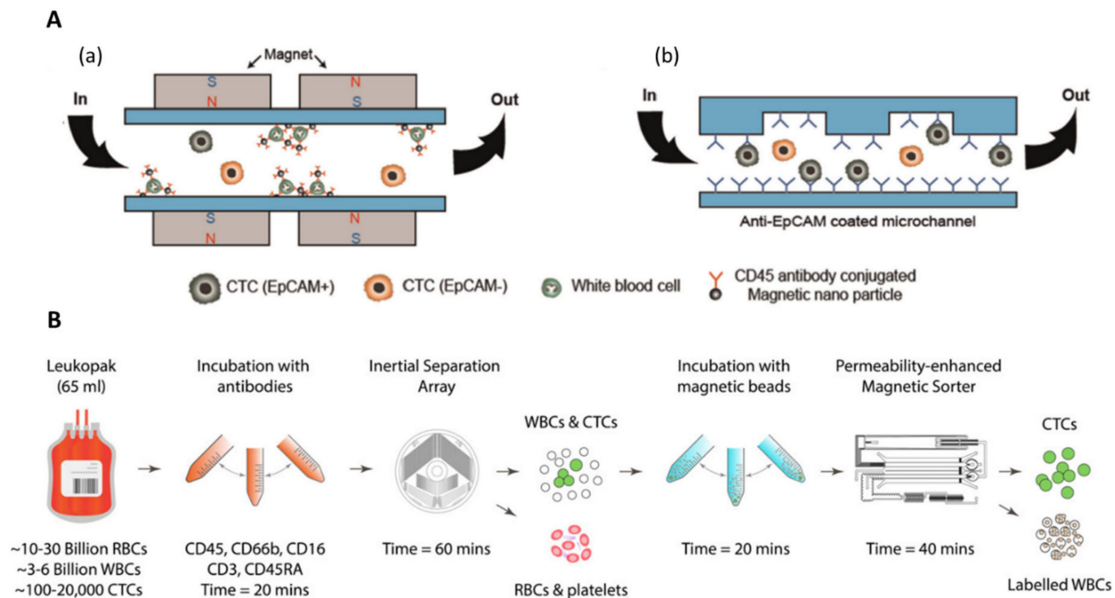 A
(a)
(b)
Magnet
S
N
N
S
In
Out
In
Out
S
N
N
S
Anti-EpCAM coated microchannel
CTC (EpCAM+)
CTC (EpCAM-)
White blood cell
CD45 antibody conjugated
Magnetic nano particle
B
Leukopak
(65 ml)
Incubation with
antibodies
Inertial Separation
Array
Incubation with
magnetic beads
Permeability-enhanced
Magnetic Sorter
WBCs & CTCs
CTCs
~10-30 Billion RBCs
~3-6 Billion WBCs
~100-20,000 CTCs
CD45, CD66b, CD16
CD3, CD45RA
Time = 20 mins
Time = 60 mins
RBCs & platelets
Time = 20 mins
Time = 40 mins
Labelled WBCs